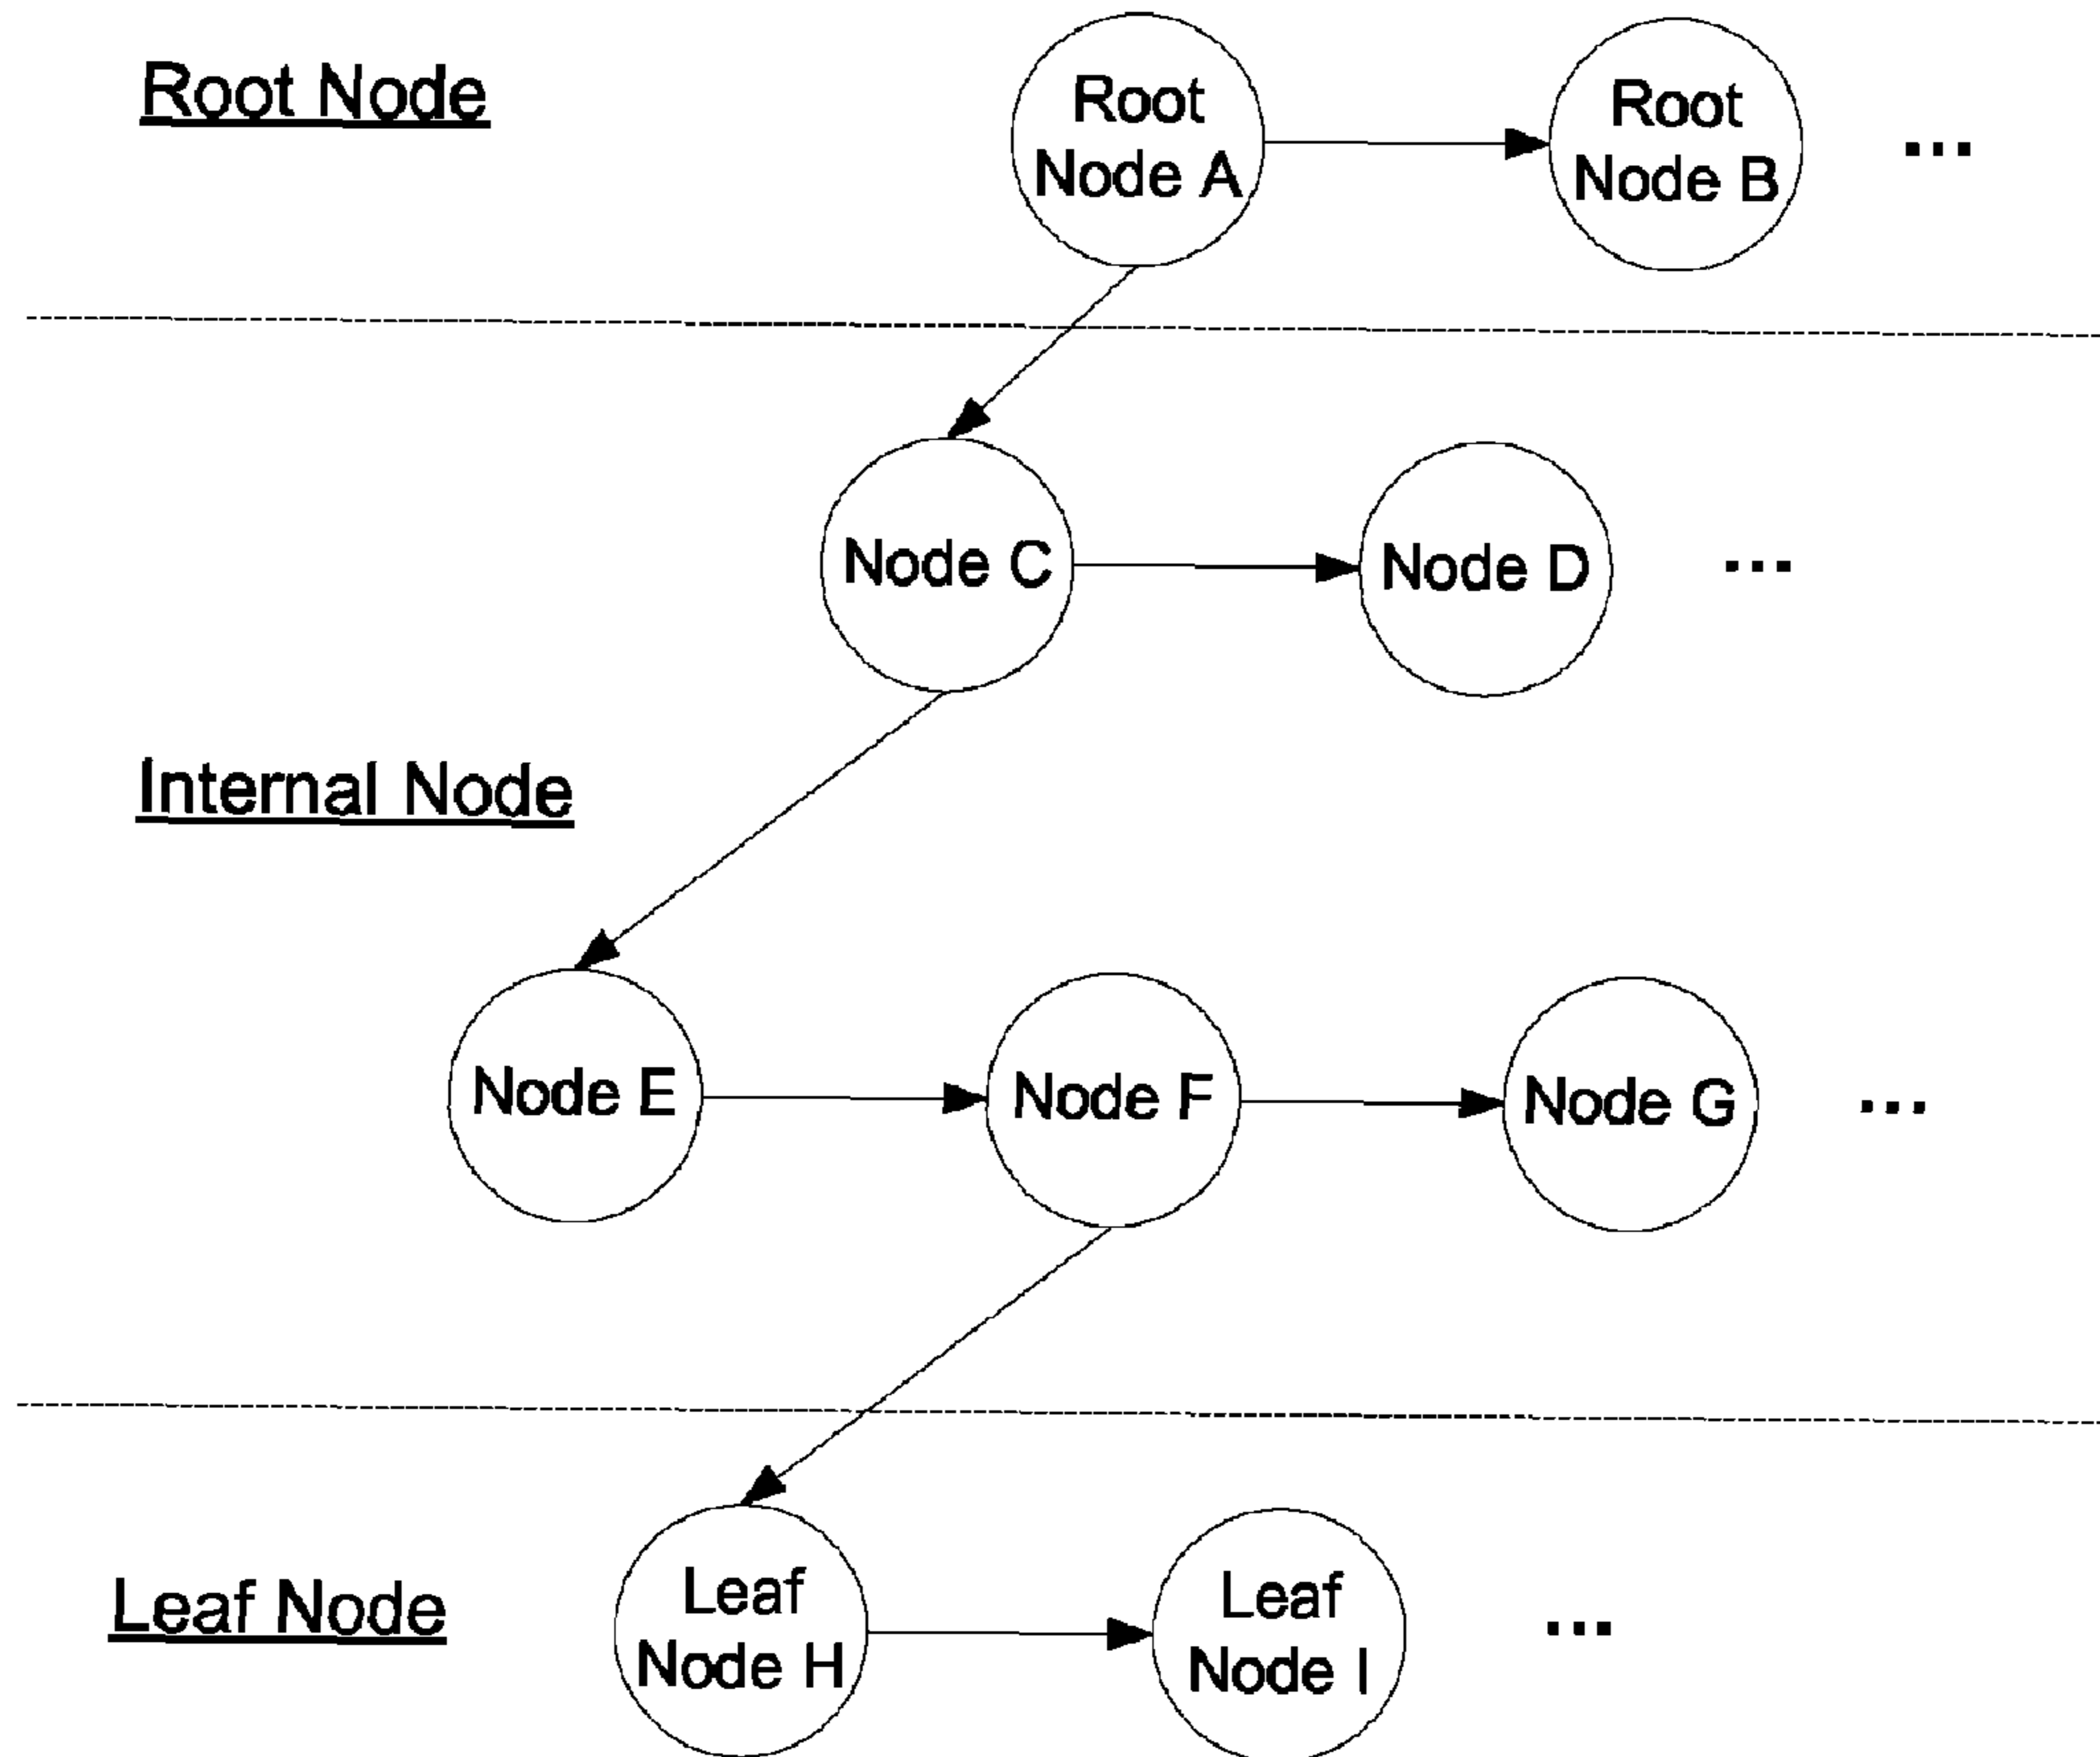 Root Node
Root
Node A
Root
Node B
...
Node C
Node D
...
Internal Node
Node E
Node F
Node G
...
Leaf Node
Leaf
Node H
Leaf
Node I
...